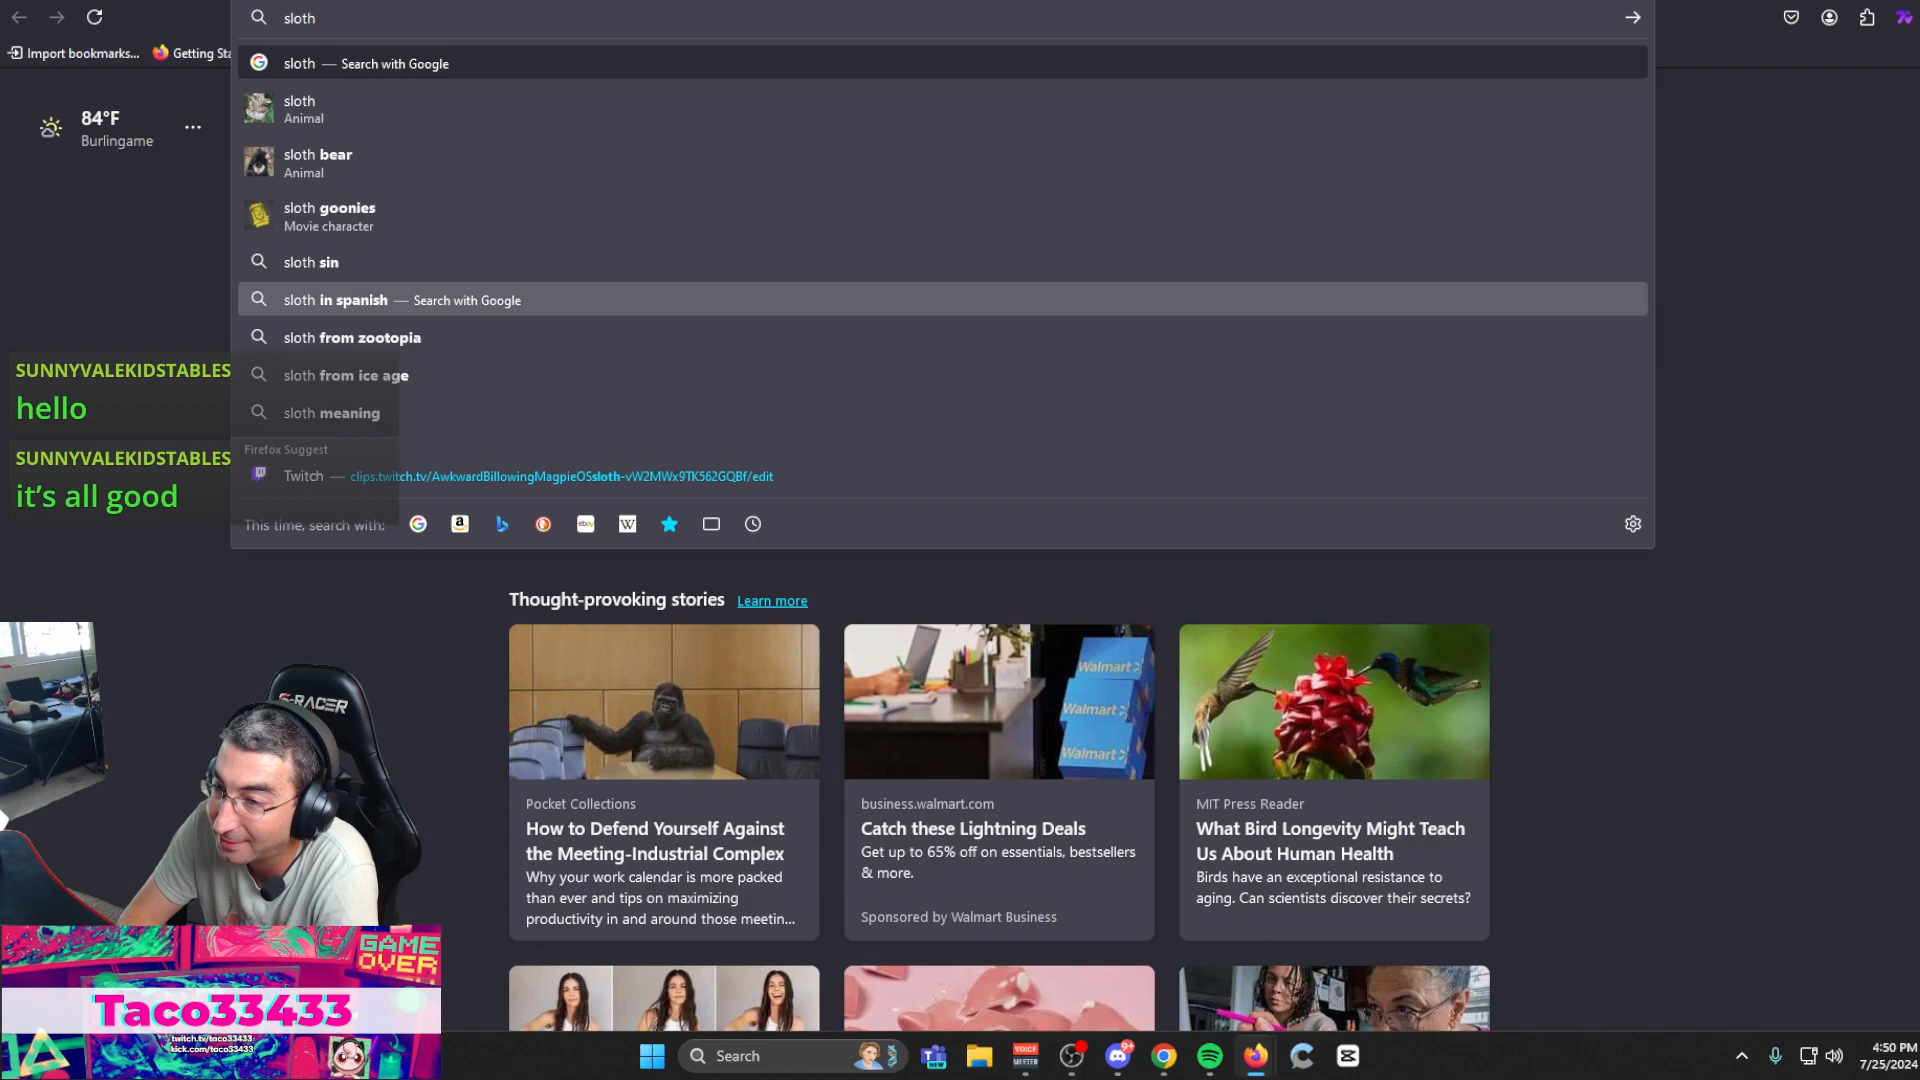 sloth
Import bookmarks...
Getting Sta
sloth — Search with Google
84°F
Burlingame
sloth
Animal
sloth bear
Animal
sloth goonies
Movie character
sloth sin
sloth in spanish — Search with Google
sloth from zootopia
sloth from ice age
sloth meaning
Firefox Suggest
Twitch — clips.twitch.tv/AwkwardBillowingMagpieOSsloth-vW2MWx9TK562GQBf/edit
This time, search with:
SUNNYVALEKIDSTABLES
hello
SUNNYVALEKIDSTABLES
it's all good
Thought-provoking stories Learn more
Pocket Collections
How to Defend Yourself Against
the Meeting-Industrial Complex
Why your work calendar is more packed
than ever and tips on maximizing
productivity in and around those meetin...
Walmart
Walmart
Walmart
business.walmart.com
Catch these Lightning Deals
Get up to 65% off on essentials, bestsellers
& more.
Sponsored by Walmart Business
MIT Press Reader
What Bird Longevity Might Teach
Us About Human Health
Birds have an exceptional resistance to
aging. Can scientists discover their secrets?
S-RACER
GAME
OVER
Taco33433
twitch.tv/taco33433
kick.com/taco33433
Search
NEW
VOICE
MEETER
9+
4:50 PM
7/25/2024